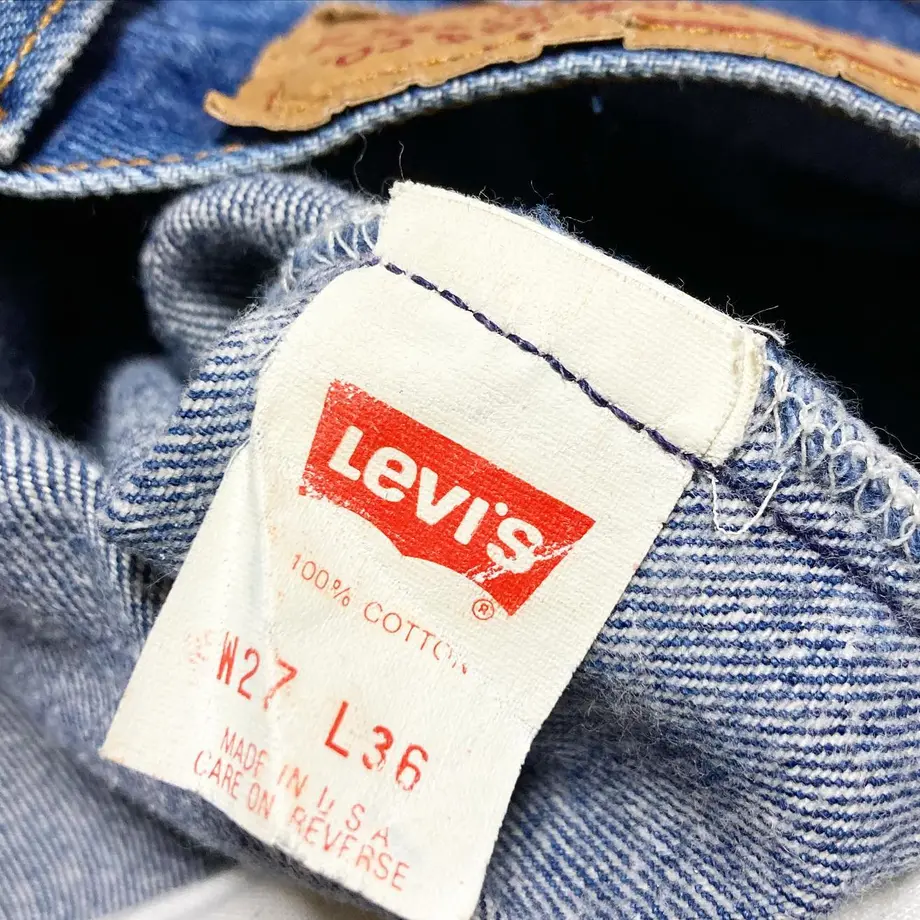 Levi's
®
100% COTTON
W27 L36
MADE IN U S A
CARE ON REVERSE